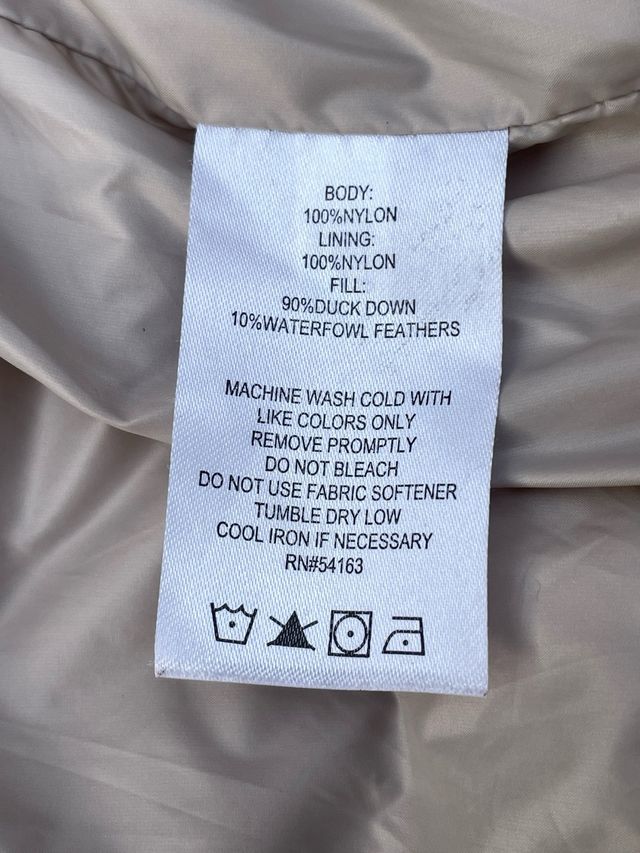 BODY:
100%NYLON
LINING:
100%NYLON
FILL:
90%DUCK DOWN
10%WATERFOWL FEATHERS
MACHINE WASH COLD WITH
LIKE COLORS ONLY
REMOVE PROMPTLY
DO NOT BLEACH
DO NOT USE FABRIC SOFTENER
TUMBLE DRY LOW
COOL IRON IF NECESSARY
RN#54163